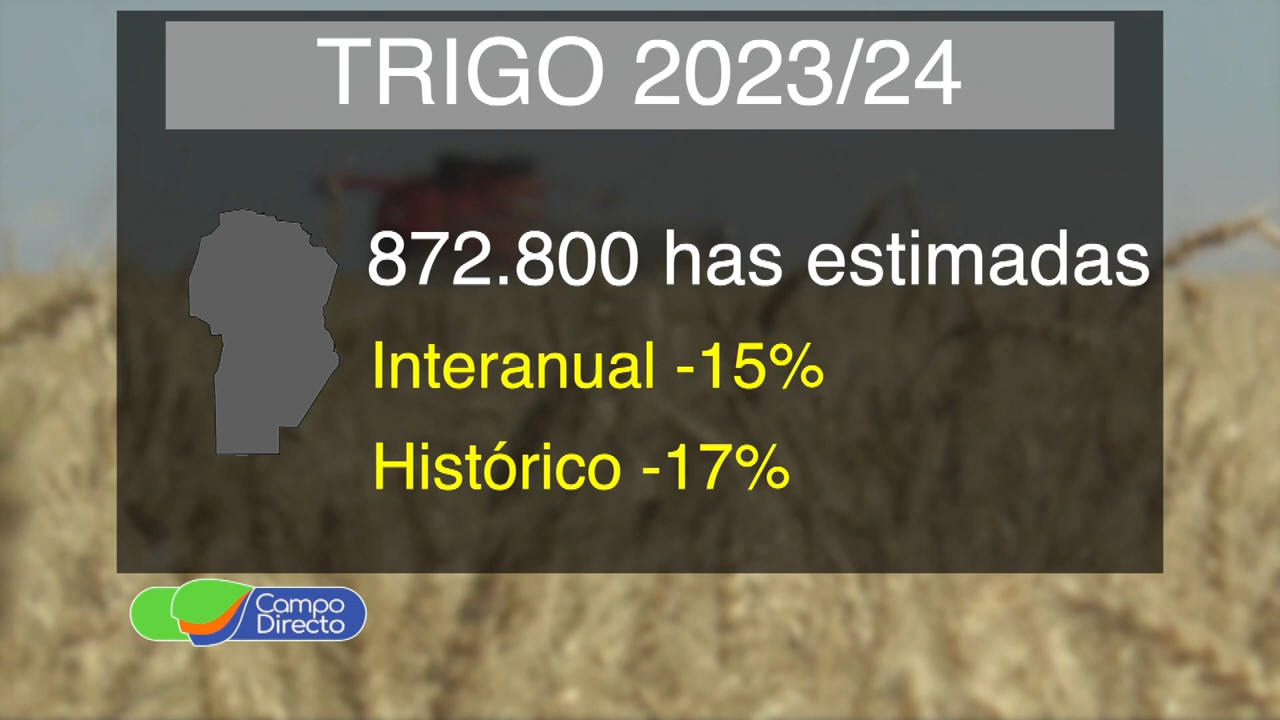 TRIGO 2023/24
872.800 has estimadas
Interanual -15%
Histórico -17%
Campo
Directo